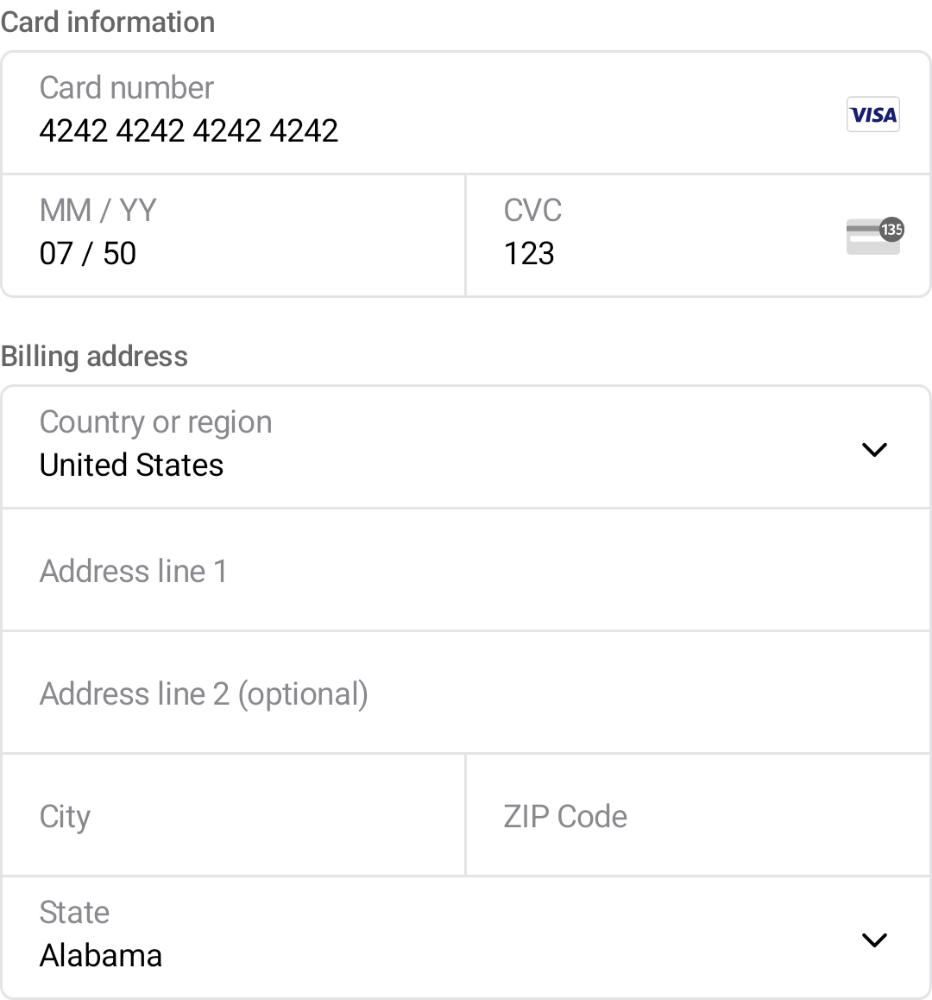 Card information
Card number
4242 4242 4242 4242
VISA
MM / YY
07 / 50
CVC
123
135
Billing address
Country or region
United States
Address line 1
Address line 2 (optional)
City
ZIP Code
State
Alabama